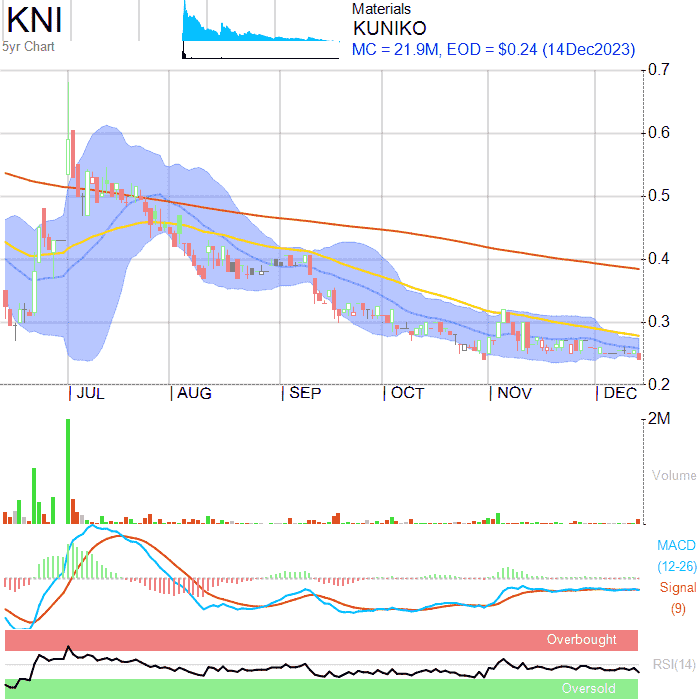 KNI
5yr Chart
Materials
KUNIKO
MC = 21.9M, EOD = $0.24 (14Dec2023)
0.7
0.6
0.5
0.4
0.3
0.2
JUL
AUG
SEP
OCT
NOV
DEC
2M
Volume
MACD
(12-26)
Signal
(9)
Overbought
RSI(14)
Oversold